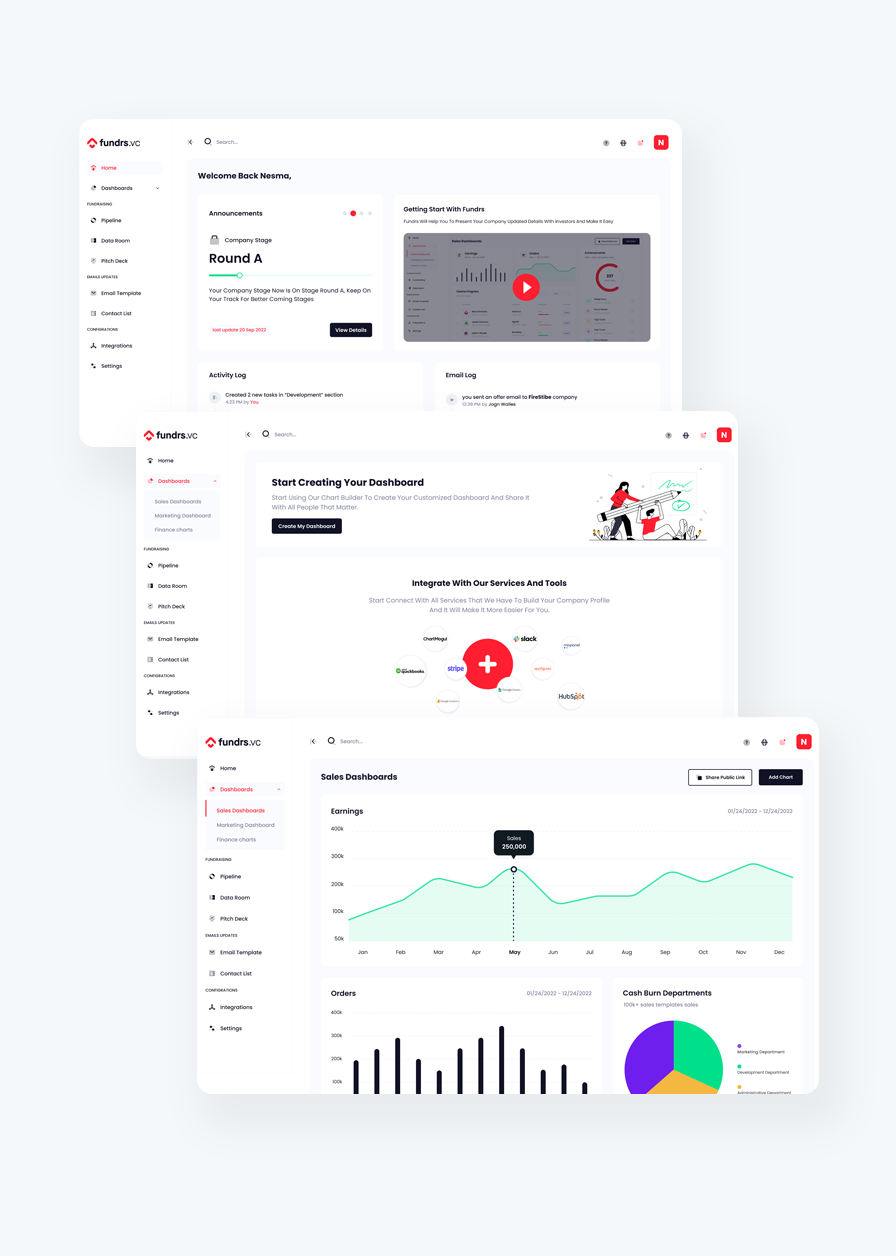 fundrs.vc
Search...
?
N
Home
Dashboards
FUNDRAISING
Pipeline
Data Room
Pitch Deck
EMAILS UPDATES
Email Template
Contact List
CONFIGRATIONS
Integrations
Settings
Welcome Back Nesma,
Announcements
Company Stage
Round A
Your Company Stage Now Is On Stage Round A, Keep On
Your Track For Better Coming Stages
last update 20 Sep 2022
View Details
Getting Start With Fundrs
Fundrs Will Help You To Present Your Company Updated Details With Investors And Make It Easy
Sales Dashboards
Earnings
Orders
Announcements
Activity Log
Created 2 new tasks in "Development" section
4:23 PM by You
Email Log
you sent an offer email to FireStibe company
12:39 PM by Jogn Walles
fundrs.vc
Search...
?
N
Home
Dashboards
Sales Dashboards
Marketing Dashboard
Finance charts
FUNDRAISING
Pipeline
Data Room
Pitch Deck
EMAILS UPDATES
Email Template
Contact List
CONFIGRATIONS
Integrations
Settings
Start Creating Your Dashboard
Start Using Our Chart Builder To Create Your Customized Dashboard And Share It
With All People That Matter.
Create My Dashboard
Integrate With Our Services And Tools
Start Connect With All Services That We Have To Build Your Company Profile
And It Will Make It More Easier For You.
ChartMogul
slack
quickbooks
stripe
HubSpot
fundrs.vc
Search...
?
N
Home
Dashboards
Sales Dashboards
Marketing Dashboard
Finance charts
FUNDRAISING
Pipeline
Data Room
Pitch Deck
EMAILS UPDATES
Email Template
Contact List
CONFIGRATIONS
Integrations
Settings
Sales Dashboards
Share Public Link
Add Chart
Earnings
01/24/2022 - 12/24/2022
400k
300k
200k
100k
50k
Sales
250,000
Jan Feb Mar Apr May Jun Jul Aug Sep Oct Nov Dec
Orders
01/24/2022 - 12/24/2022
400k
300k
200k
100k
Cash Burn Departments
100k+ sales templates sales
Marketing Department
Development Department
Administrative Department